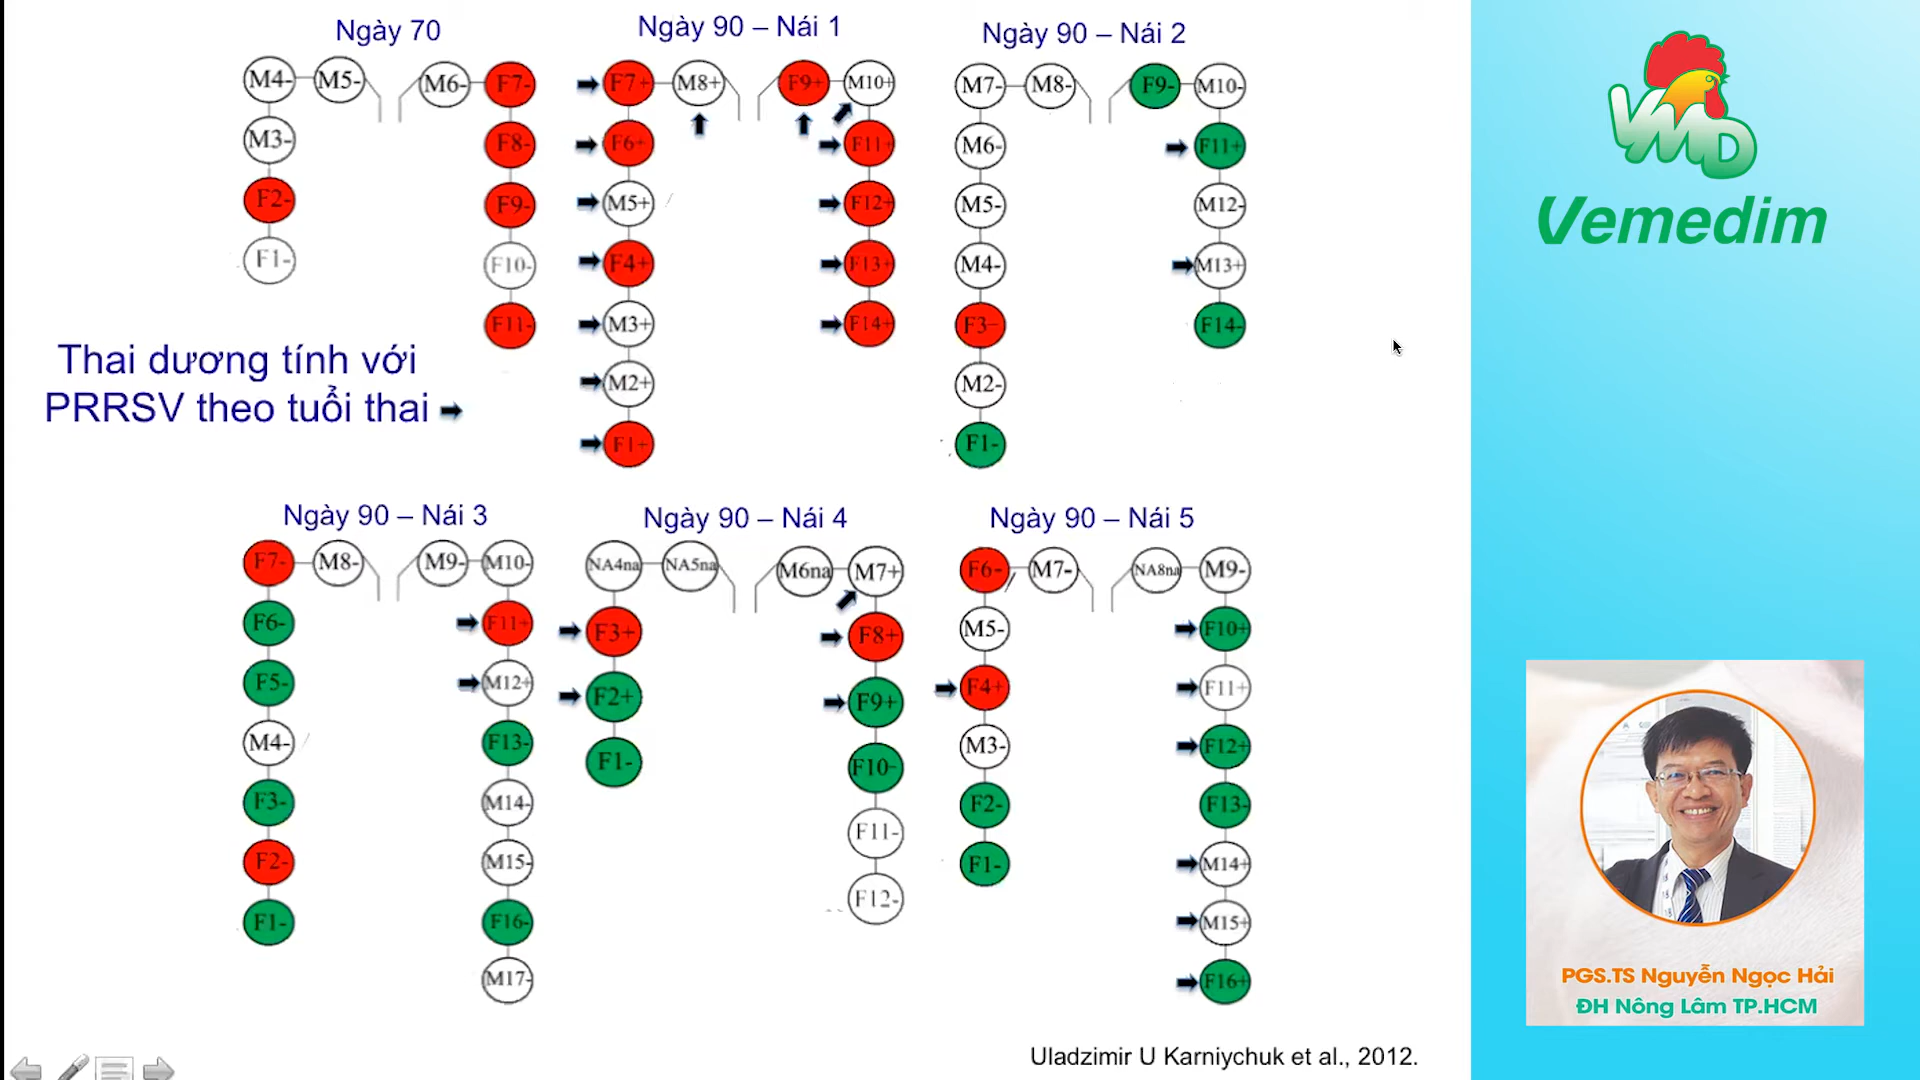 Ngày 70
M4- M5- M6- F7-
M3- F8-
F2- F9-
F1- F10-
F11-
Thai dương tính với
PRRSV theo tuổi thai
Ngày 90 – Nái 1
F7+ M8+ F9+ M10+
F6+ F11+
M5+ F12+
F4+ F13+
M3+ F14+
M2+
F1+
Ngày 90 – Nái 2
M7- M8- F9- M10-
M6- F11+
M5- M12-
M4- M13+
F3- F14-
M2-
F1-
Ngày 90 – Nái 3
F7- M8- M9- M10-
F6- F11+
F5- M12+
M4- F13-
F3- M14-
F2- M15-
F1- F16-
M17-
Ngày 90 – Nái 4
NA4na NA5na M6na M7+
F3+ F8+
F2+ F9+
F1- F10-
F11-
F12-
Ngày 90 – Nái 5
F6- M7- NA8na M9-
M5- F10+
F4+ F11+
M3- F12+
F2- F13-
F1- M14+
M15+
F16+
Uladzimir U Karniychuk et al., 2012.
VMD
Vemedim
PGS.TS Nguyễn Ngọc Hải
ĐH Nông Lâm TP.HCM